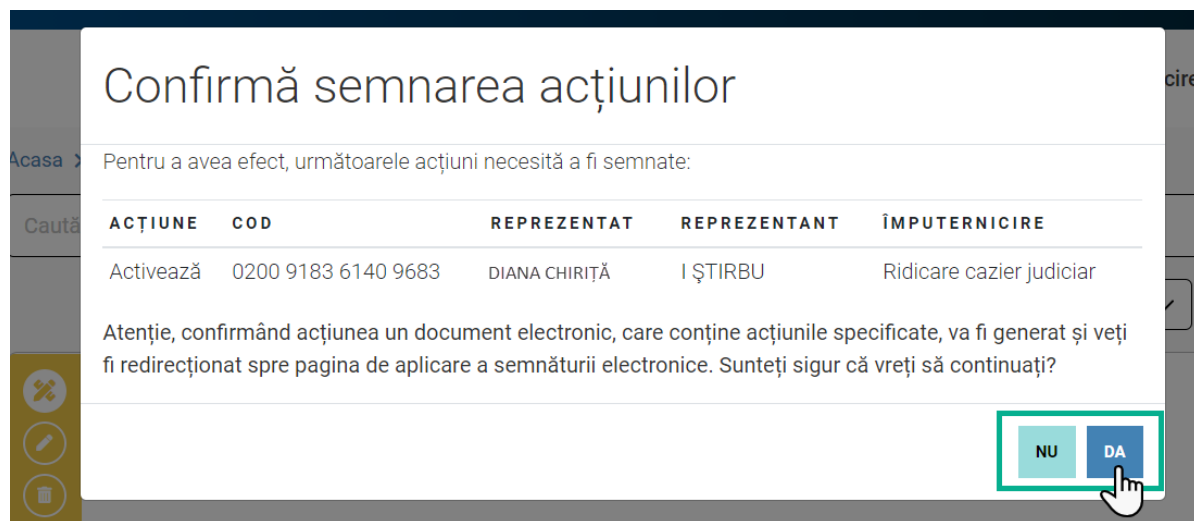 Confirmă semnarea acțiunilor
cire
Acasa
Pentru a avea efect, următoarele acțiuni necesită a fi semnate:
Caută
ACȚIUNE COD REPREZENTAT REPREZENTANT ÎMPUTERNICIRE
Activează 0200 9183 6140 9683 DIANA CHIRIȚĂ I ŞTIRBU Ridicare cazier judiciar
Atenție, confirmând acțiunea un document electronic, care conține acțiunile specificate, va fi generat și veți
fi redirecționat spre pagina de aplicare a semnăturii electronice. Sunteți sigur că vreți să continuați?
NU DA